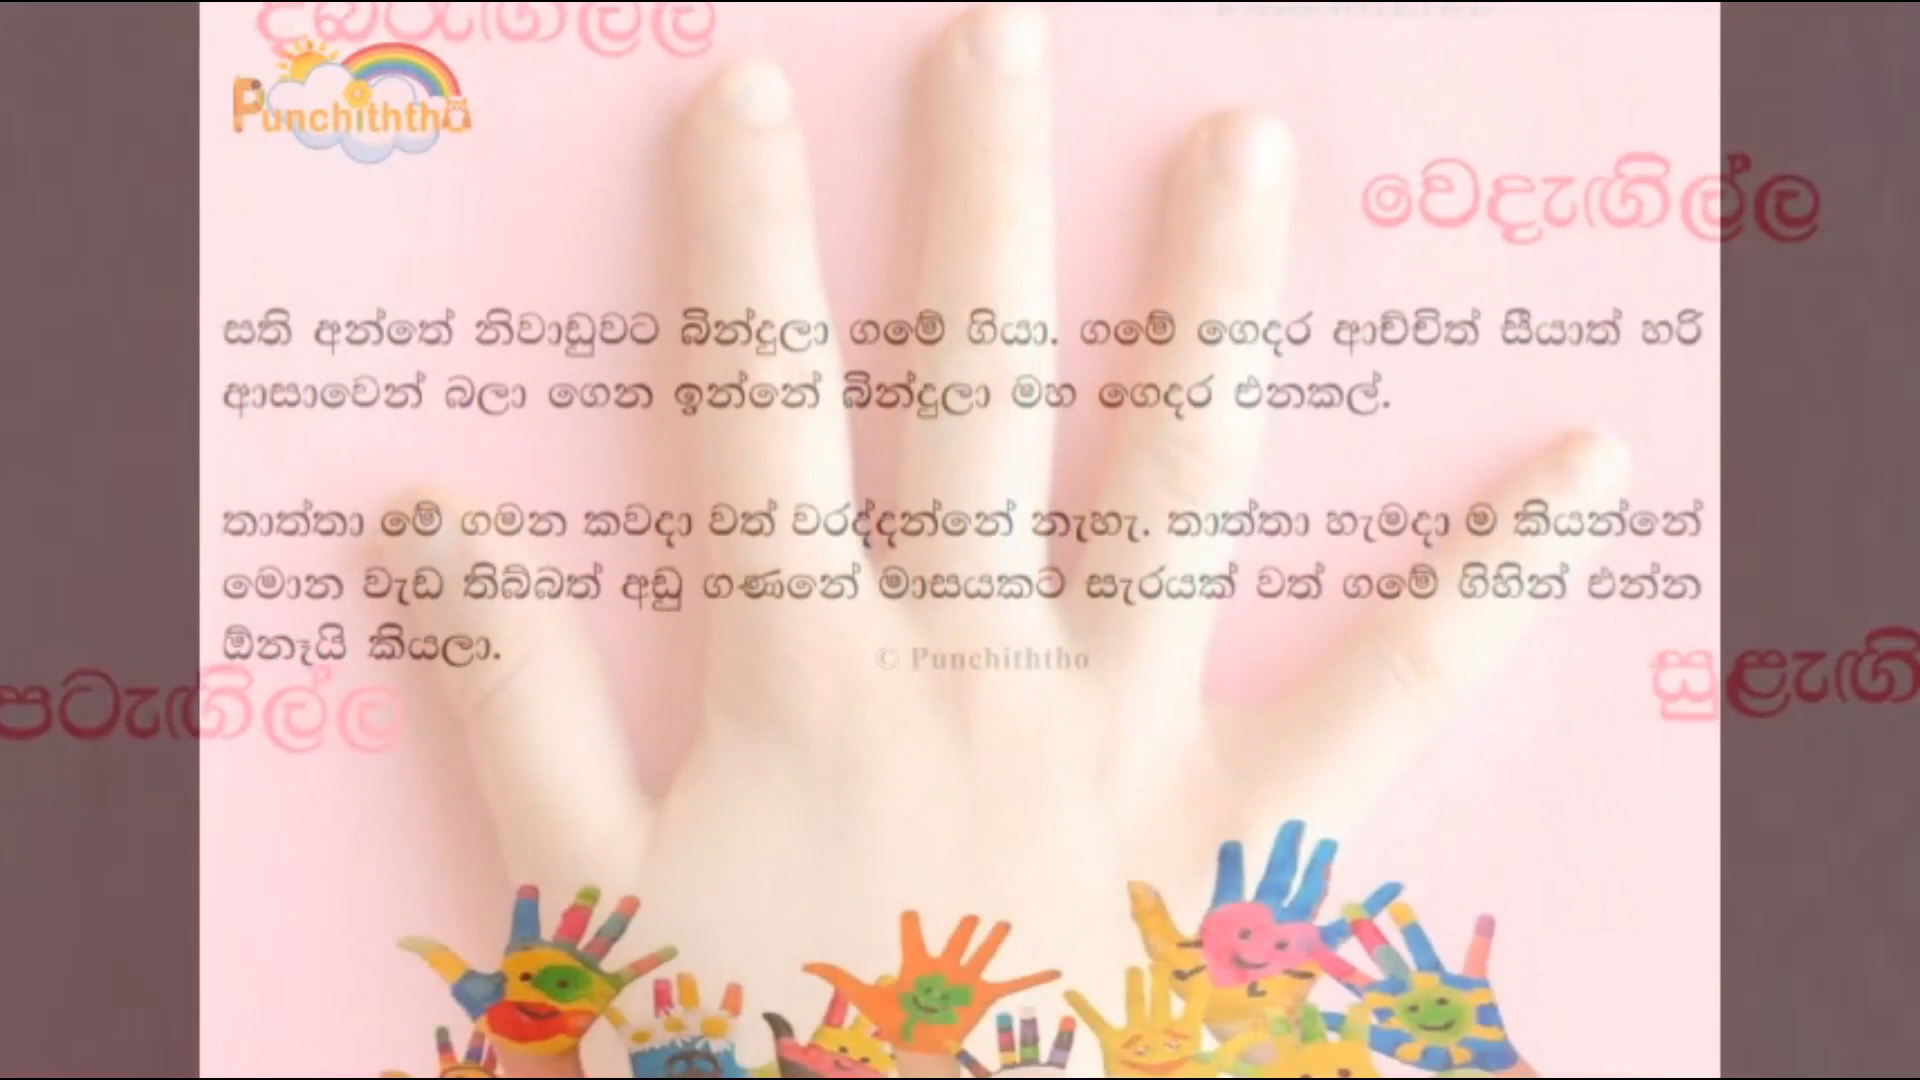 දබරැඟිල්ල
Punchiththo
වෙදැඟිල්ල
සති අන්තේ නිවාඩුවට බින්දුලා ගමේ ගියා. ගමේ ගෙදර ආච්චිත් සීයාත් හරි
ආසාවෙන් බලා ගෙන ඉන්නේ බින්දුලා මහ ගෙදර එනකල්.
තාත්තා මේ ගමන කවදා වත් වරද්දන්නේ නැහැ. තාත්තා හැමදා ම කියන්නේ
මොන වැඩ තිබ්බත් අඩු ගණනේ මාසයකට සැරයක් වත් ගමේ ගිහින් එන්න
ඕනෑයි කියලා.
© Punchiththo
පටැඟිල්ල
සුළැඟි